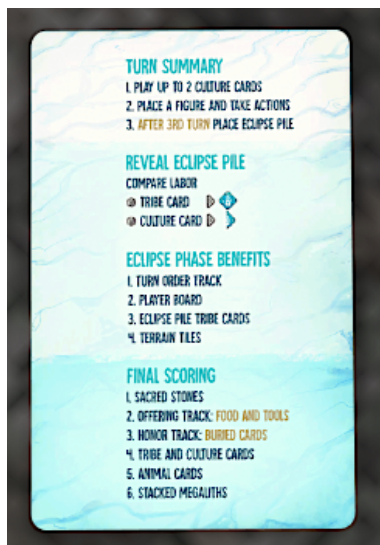 TURN SUMMARY
1. PLAY UP TO 2 CULTURE CARDS
2. PLACE A FIGURE AND TAKE ACTIONS
3. AFTER 3RD TURN PLACE ECLIPSE PILE
REVEAL ECLIPSE PILE
COMPARE LABOR
TRIBE CARD
CULTURE CARD
ECLIPSE PHASE BENEFITS
1. TURN ORDER TRACK
2. PLAYER BOARD
3. ECLIPSE PILE TRIBE CARDS
4. TERRAIN TILES
FINAL SCORING
1. SACRED STONES
2. OFFERING TRACK: FOOD AND TOOLS
3. HONOR TRACK: BURIED CARDS
4. TRIBE AND CULTURE CARDS
5. ANIMAL CARDS
6. STACKED MEGALITHS